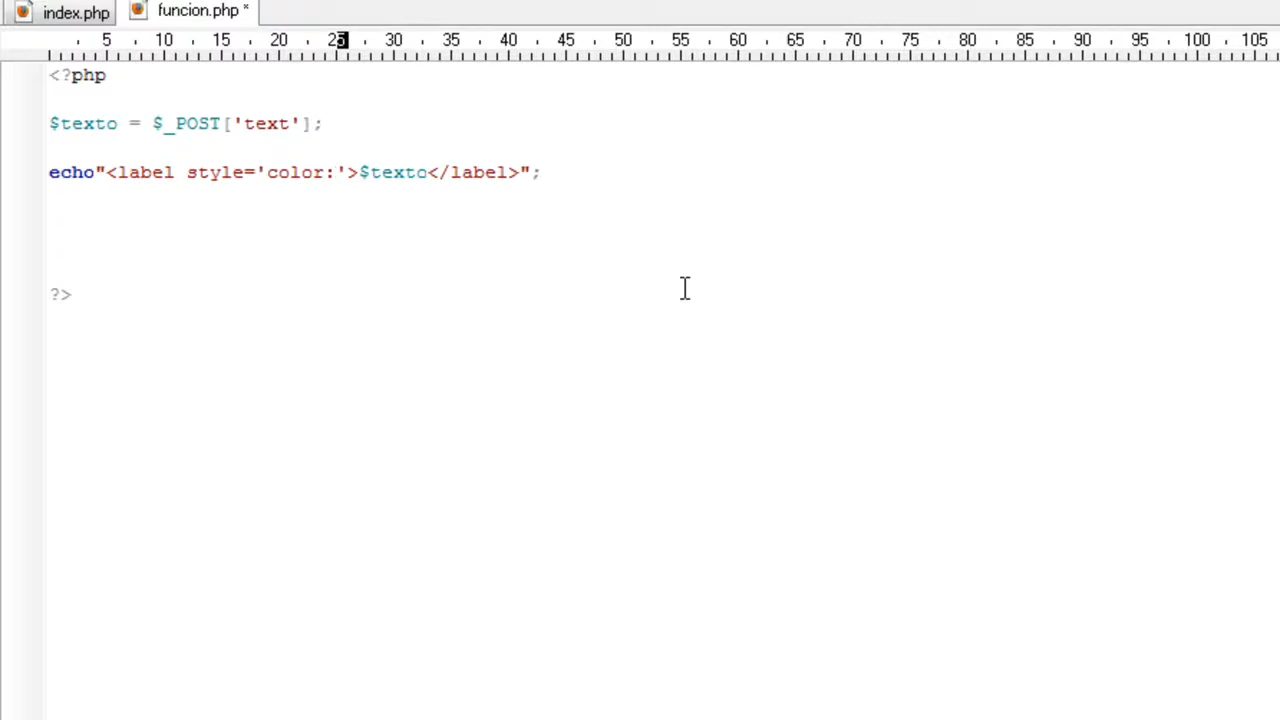 index.php funcion.php *
5 10 15 20 25 30 35 40 45 50 55 60 65 70 75 80 85 90 95 100 105
<?php
$texto = $_POST['text'];
echo"<label style='color:'>$texto</label>";
?>